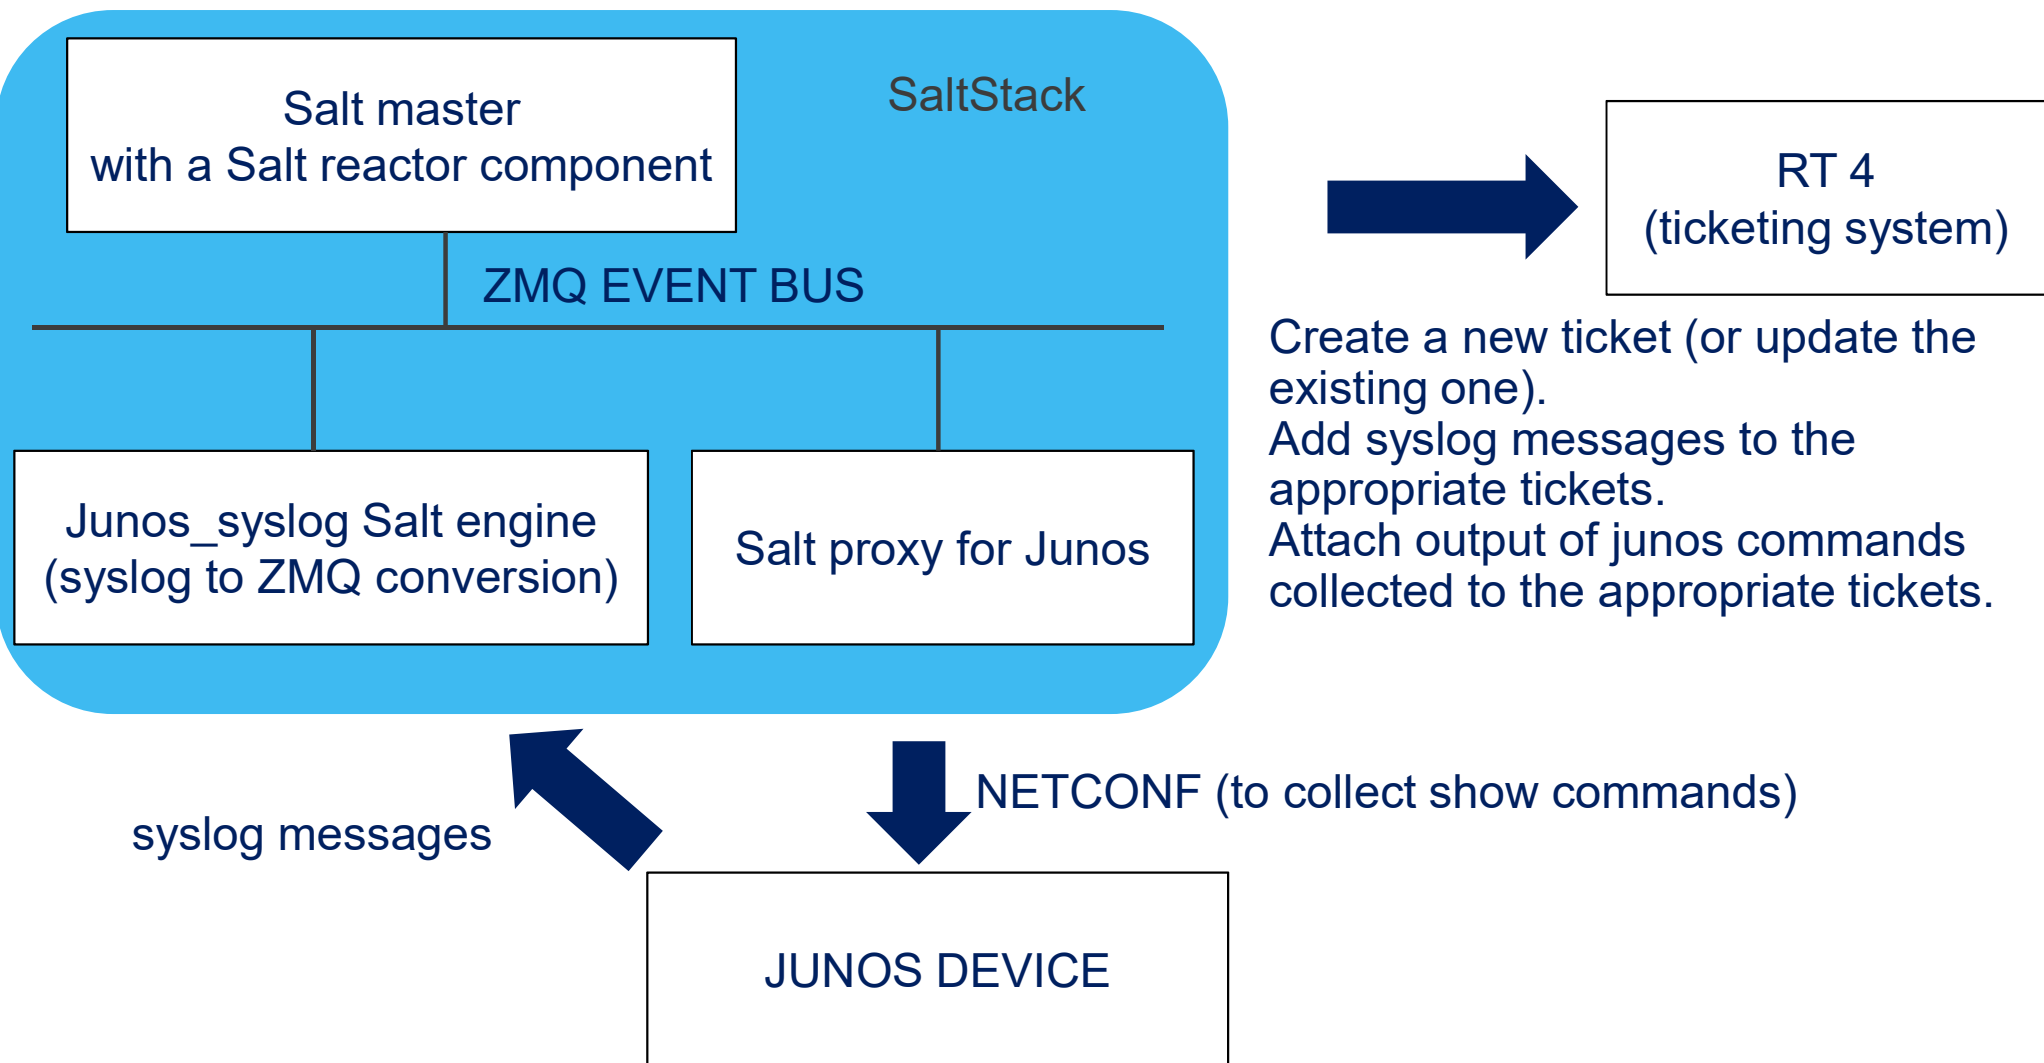 Salt master
with a Salt reactor component
SaltStack
ZMQ EVENT BUS
Junos_syslog Salt engine
(syslog to ZMQ conversion)
Salt proxy for Junos
RT 4
(ticketing system)
Create a new ticket (or update the
existing one).
Add syslog messages to the
appropriate tickets.
Attach output of junos commands
collected to the appropriate tickets.
syslog messages
NETCONF (to collect show commands)
JUNOS DEVICE